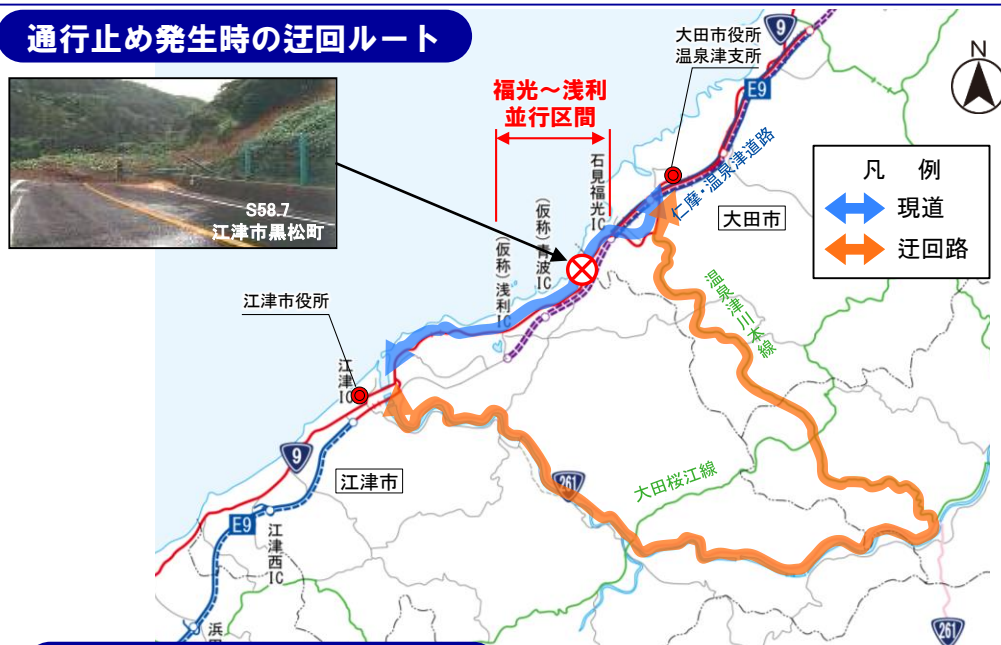 通行止め発生時の迂回ルート
S58.7
江津市黒松町
福光~浅利
並行区間
大田市役所
温泉津支所
9
E9
N
仁摩・温泉津道路
石見福光IC
大田市
凡 例
現道
迂回路
(仮称)青波IC
(仮称)浅利IC
温泉津川本線
江津市役所
江津IC
9
江津市
261
大田桜江線
E9
江津西IC
浜田
261